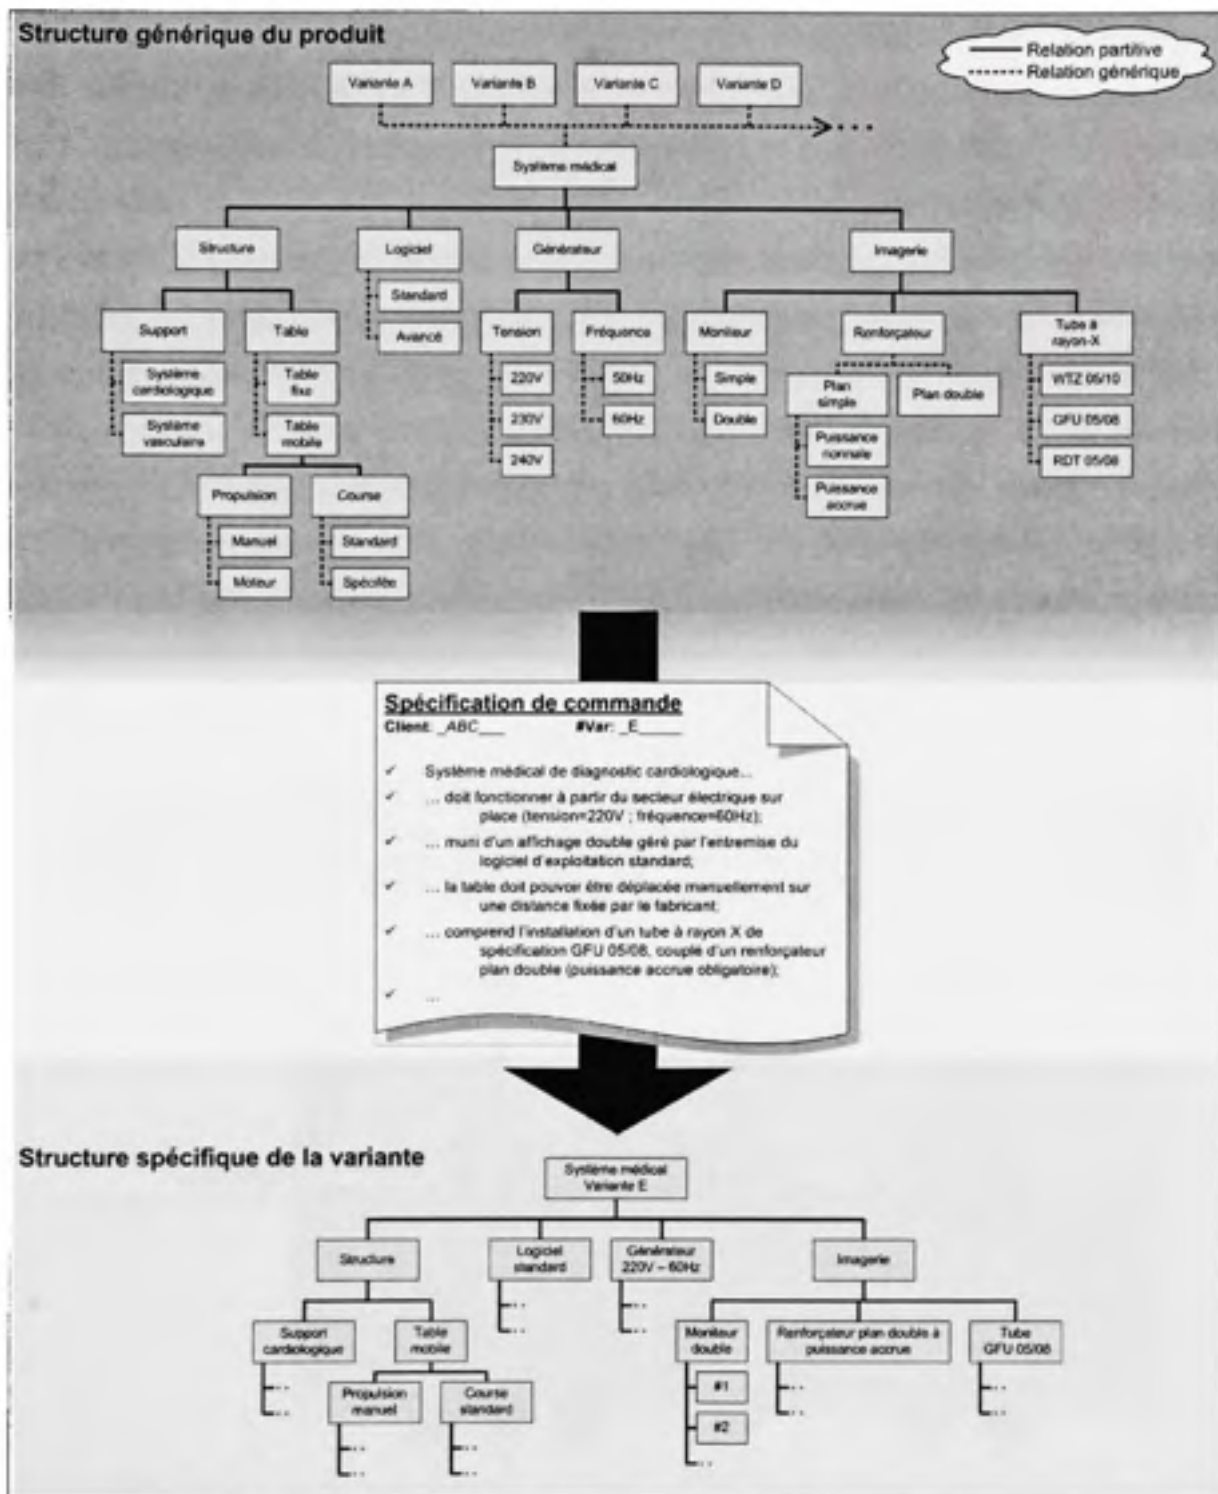 Structure générique du produit
Relation partitive
Relation générique
Variante A
Variante B
Variante C
Variante D
Système médical
Structure
Logiciel
Générateur
Imagerie
Standard
Avancé
Support
Table
Tension
Fréquence
Moniteur
Renforçateur
Tube à
rayon-X
Système
cardiologique
Système
vasculaire
Table
fixe
Table
mobile
220V
230V
240V
50Hz
60Hz
Simple
Double
Plan
simple
Plan double
Puissance
normale
Puissance
accrue
WTZ 05/10
GFU 05/08
RDT 05/08
Propulsion
Course
Manuel
Moteur
Standard
Spécifée
Spécification de commande
Client: _ABC___ #Var: _E_____
✓ Système médical de diagnostic cardiologique...
✓ ... doit fonctionner à partir du secteur électrique sur
place (tension=220V ; fréquence=60Hz);
✓ ... muni d'un affichage double géré par l'entremise du
logiciel d'exploitation standard;
✓ ... la table doit pouvoir être déplacée manuellement sur
une distance fixée par le fabricant;
✓ ... comprend l'installation d'un tube à rayon X de
spécification GFU 05/08, couplé d'un renforçateur
plan double (puissance accrue obligatoire);
✓ ...
Structure spécifique de la variante
Système médical
Variante E
Structure
Logiciel
standard
Générateur
220V – 60Hz
Imagerie
Support
cardiologique
Table
mobile
Moniteur
double
Renforçateur plan double à
puissance accrue
Tube
GFU 05/08
Propulsion
manuel
Course
standard
#1
#2